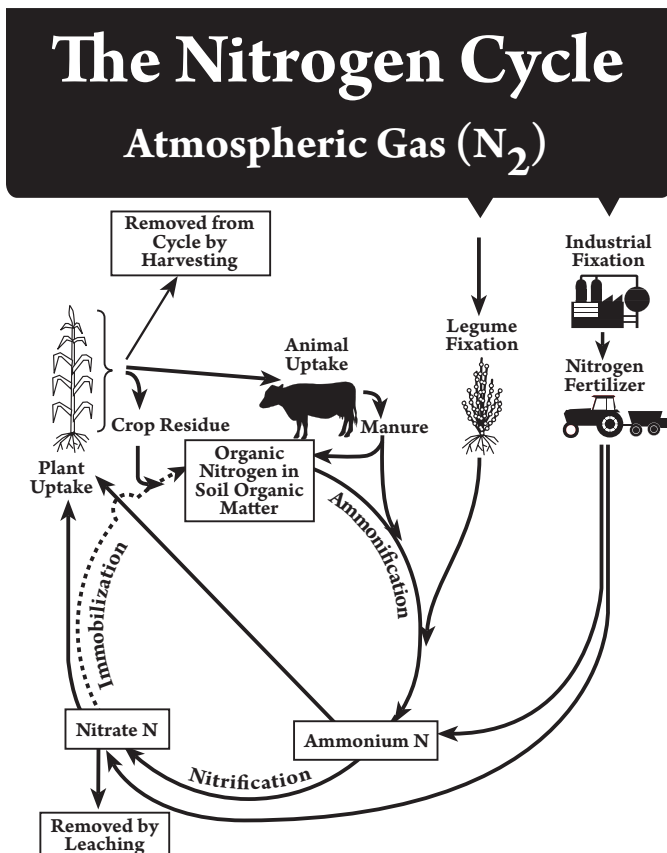 The Nitrogen Cycle
Atmospheric Gas (N2)
Removed from
Cycle by
Harvesting
Industrial
Fixation
Legume
Fixation
Animal
Uptake
Nitrogen
Fertilizer
Crop Residue
Manure
Plant
Uptake
Organic
Nitrogen in
Soil Organic
Matter
Ammonification
Immobilization
Nitrate N
Ammonium N
Nitrification
Removed by
Leaching